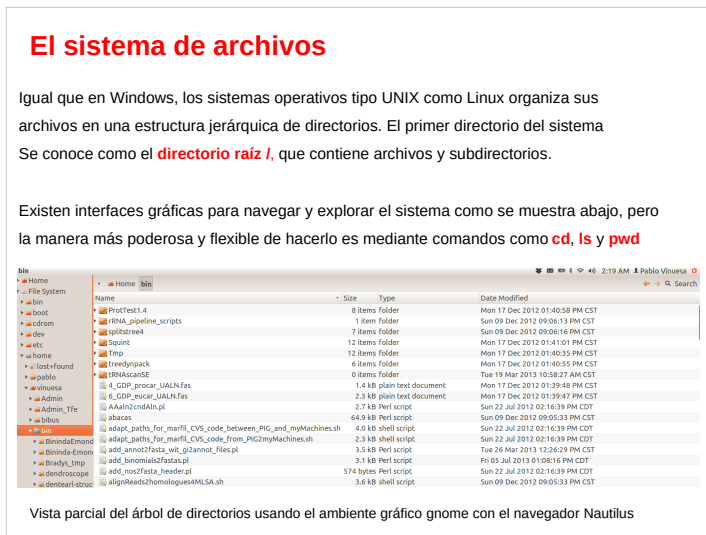 El sistema de archivos
Igual que en Windows, los sistemas operativos tipo UNIX como Linux organiza sus
archivos en una estructura jerárquica de directorios. El primer directorio del sistema
Se conoce como el directorio raíz /, que contiene archivos y subdirectorios.
Existen interfaces gráficas para navegar y explorar el sistema como se muestra abajo, pero
la manera más poderosa y flexible de hacerlo es mediante comandos como cd, ls y pwd
bin 2:19 AM Pablo Vinuesa
Home bin Search
Home
File System
bin
boot
cdrom
dev
etc
home
lost+found
pablo
vinuesa
Admin
Admin_Tfe
bibus
bin
BinindaEmond
Bininda-Emon
Bradys_tmp
dendroscope
dentearl-struc
Name Size Type Date Modified
ProtTest1.4 8 items folder Mon 17 Dec 2012 01:40:58 PM CST
rRNA_pipeline_scripts 1 item folder Sun 09 Dec 2012 09:06:13 PM CST
splitstree4 7 items folder Sun 09 Dec 2012 09:06:16 PM CST
Squint 12 items folder Mon 17 Dec 2012 01:41:01 PM CST
Tmp 12 items folder Mon 17 Dec 2012 01:40:35 PM CST
treedynpack 6 items folder Mon 17 Dec 2012 01:40:55 PM CST
tRNAscanSE 0 items folder Tue 19 Mar 2013 10:58:27 AM CST
4_GDP_procar_UALN.fas 1.4 kB plain text document Mon 17 Dec 2012 01:39:48 PM CST
6_GDP_eucar_UALN.fas 2.3 kB plain text document Mon 17 Dec 2012 01:39:47 PM CST
AAaln2cndAln.pl 2.7 kB Perl script Sun 22 Jul 2012 02:16:39 PM CDT
abacas 64.9 kB Perl script Sun 09 Dec 2012 09:05:33 PM CST
adapt_paths_for_marfil_CVS_code_between_PIG_and_myMachines.sh 4.0 kB shell script Sun 22 Jul 2012 02:16:39 PM CDT
adapt_paths_for_marfil_CVS_code_from_PIG2myMachines.sh 2.3 kB shell script Sun 22 Jul 2012 02:16:39 PM CDT
add_annot2fasta_wit_gi2annot_files.pl 3.5 kB Perl script Tue 26 Mar 2013 12:26:29 PM CST
add_binomials2fastas.pl 3.1 kB Perl script Fri 05 Jul 2013 01:08:16 PM CDT
add_nos2fasta_header.pl 574 bytes Perl script Sun 22 Jul 2012 02:16:39 PM CDT
alignReads2homologues4MLSA.sh 3.6 kB shell script Sun 09 Dec 2012 09:05:33 PM CST
Vista parcial del árbol de directorios usando el ambiente gráfico gnome con el navegador Nautilus